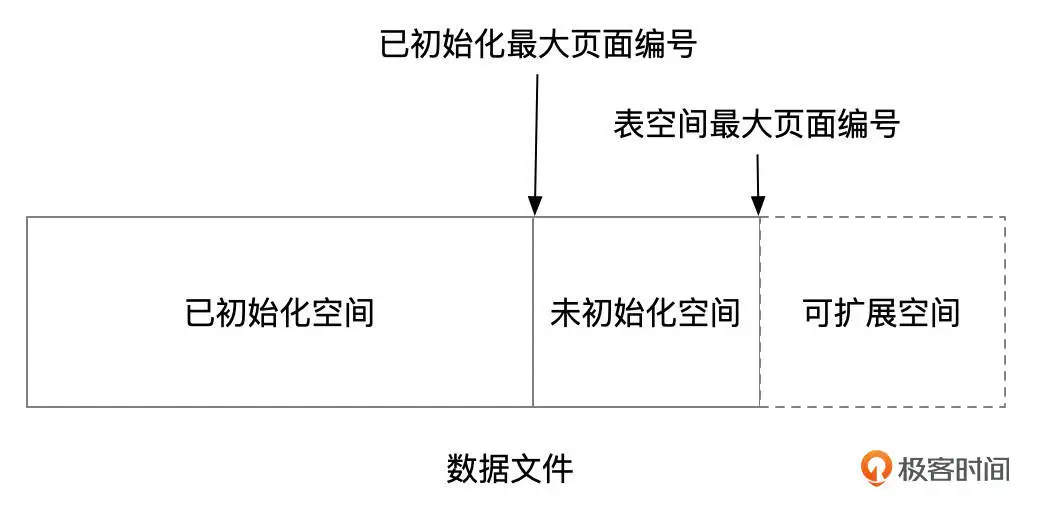 已初始化最大页面编号
表空间最大页面编号
已初始化空间
未初始化空间
可扩展空间
数据文件
极客时间